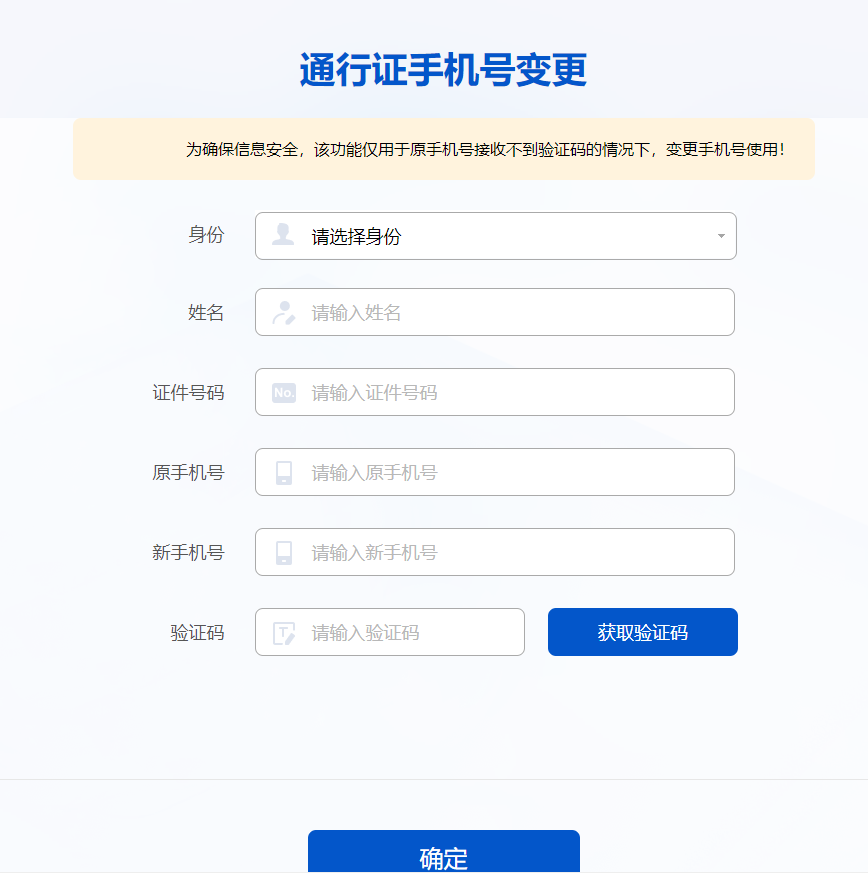 通行证手机号变更
为确保信息安全，该功能仅用于原手机号接收不到验证码的情况下，变更手机号使用！
身份 请选择身份
姓名 请输入姓名
证件号码 No. 请输入证件号码
原手机号 请输入原手机号
新手机号 请输入新手机号
验证码 T 请输入验证码 获取验证码
确定